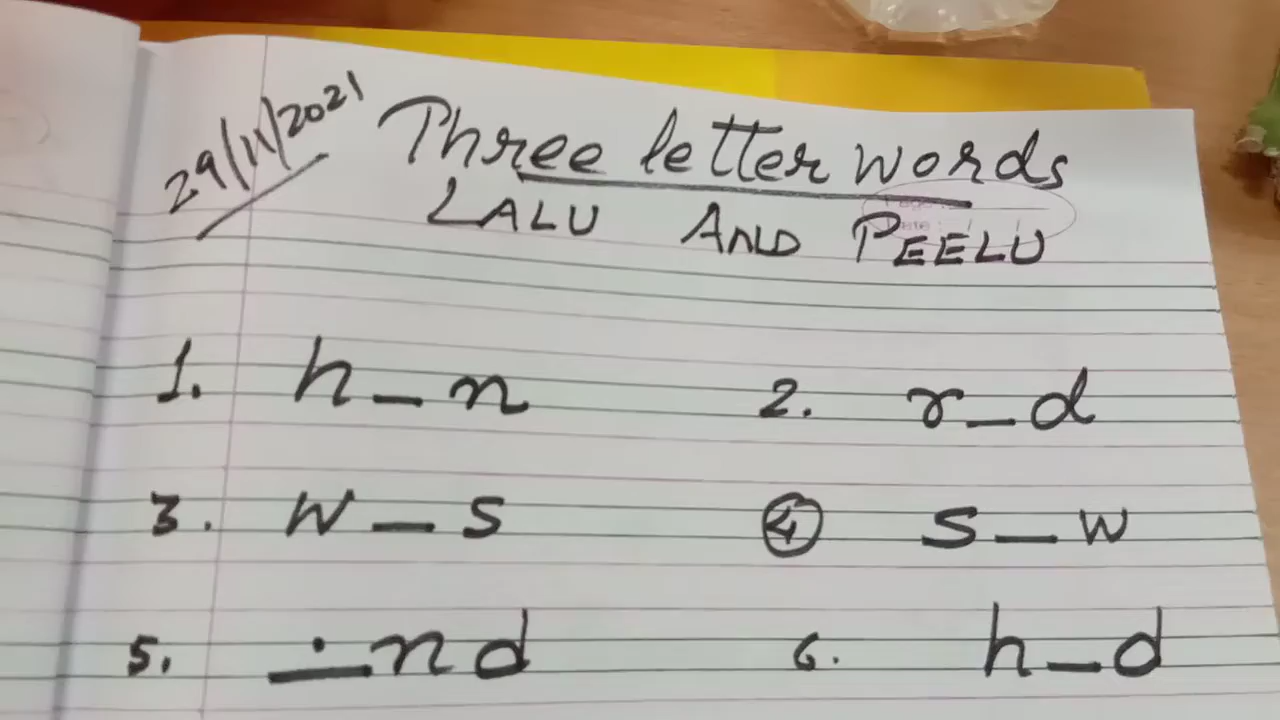 29/11/2021
Three letter words
LALU AND PEELU
1. h_n 2. r_d
3. w_s 4 s_w
5. _nd 6. h_d